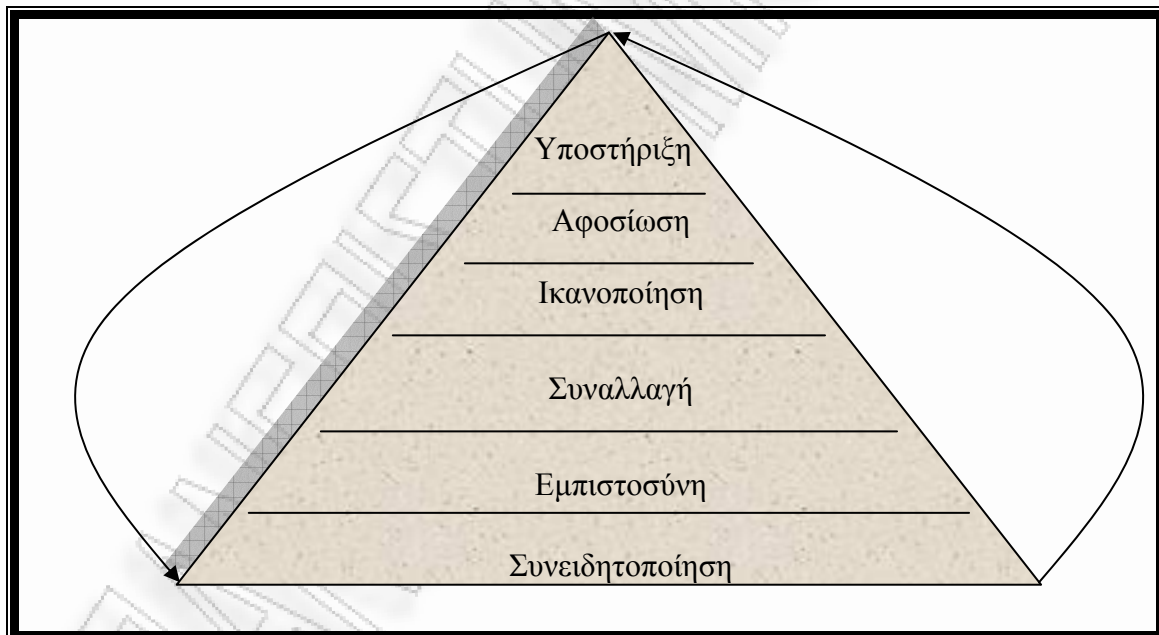 Υποστήριξη
Αφοσίωση
Ικανοποίηση
Συναλλαγή
Εμπιστοσύνη
Συνειδητοποίηση